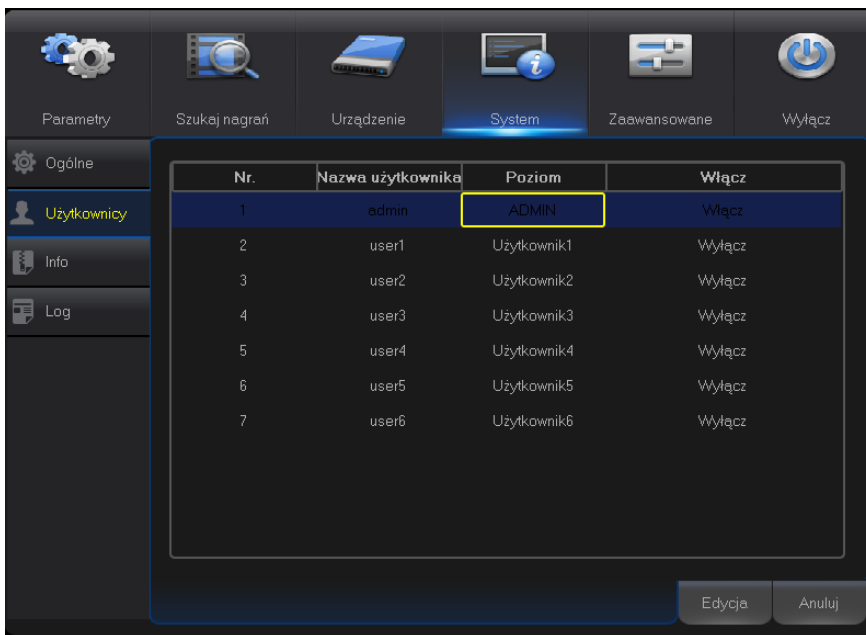 Parametry Szukaj nagrań Urządzenie System Zaawansowane Wyłącz
Ogólne
Użytkownicy
Info
Log
Nr. Nazwa użytkownika Poziom Włącz
1 admin ADMIN Włącz
2 user1 Użytkownik1 Wyłącz
3 user2 Użytkownik2 Wyłącz
4 user3 Użytkownik3 Wyłącz
5 user4 Użytkownik4 Wyłącz
6 user5 Użytkownik5 Wyłącz
7 user6 Użytkownik6 Wyłącz
Edycja Anuluj